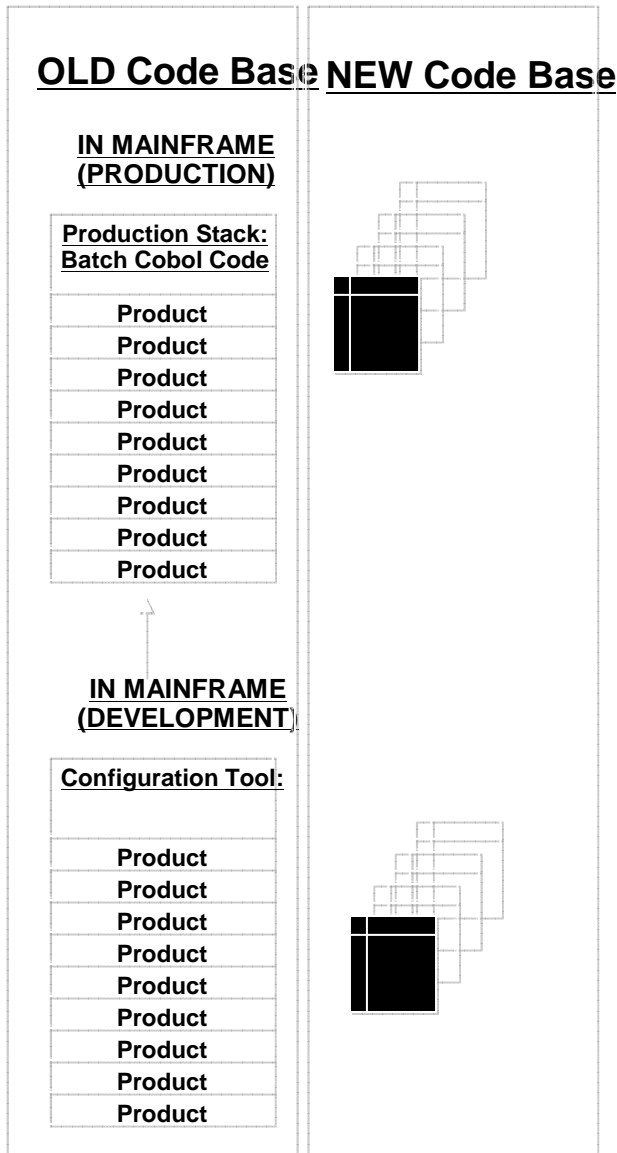 OLD Code Base
NEW Code Base
IN MAINFRAME
(PRODUCTION)
Production Stack:
Batch Cobol Code
Product
Product
Product
Product
Product
Product
Product
Product
Product
IN MAINFRAME
(DEVELOPMENT)
Configuration Tool:
Product
Product
Product
Product
Product
Product
Product
Product
Product